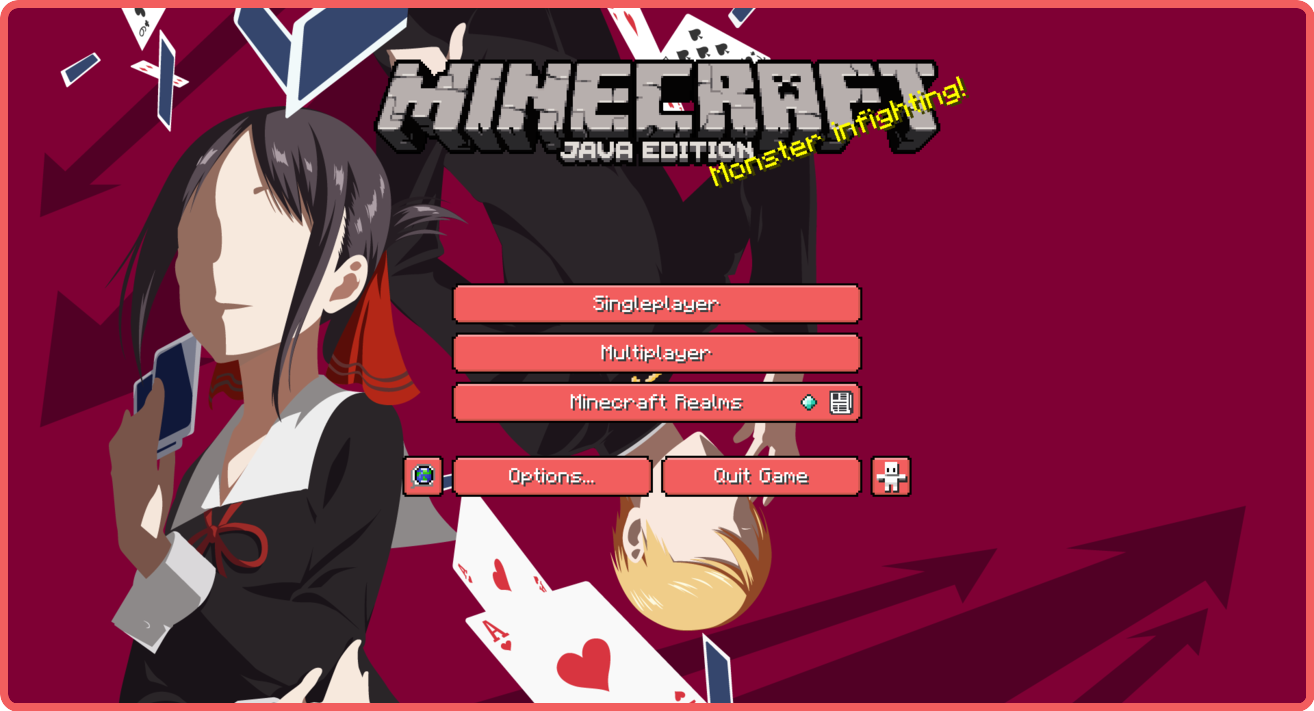 MINECRAFT
JAVA EDITION
Monster infighting!
Singleplayer
Multiplayer
Minecraft Realms
Options...
Quit Game
A
A